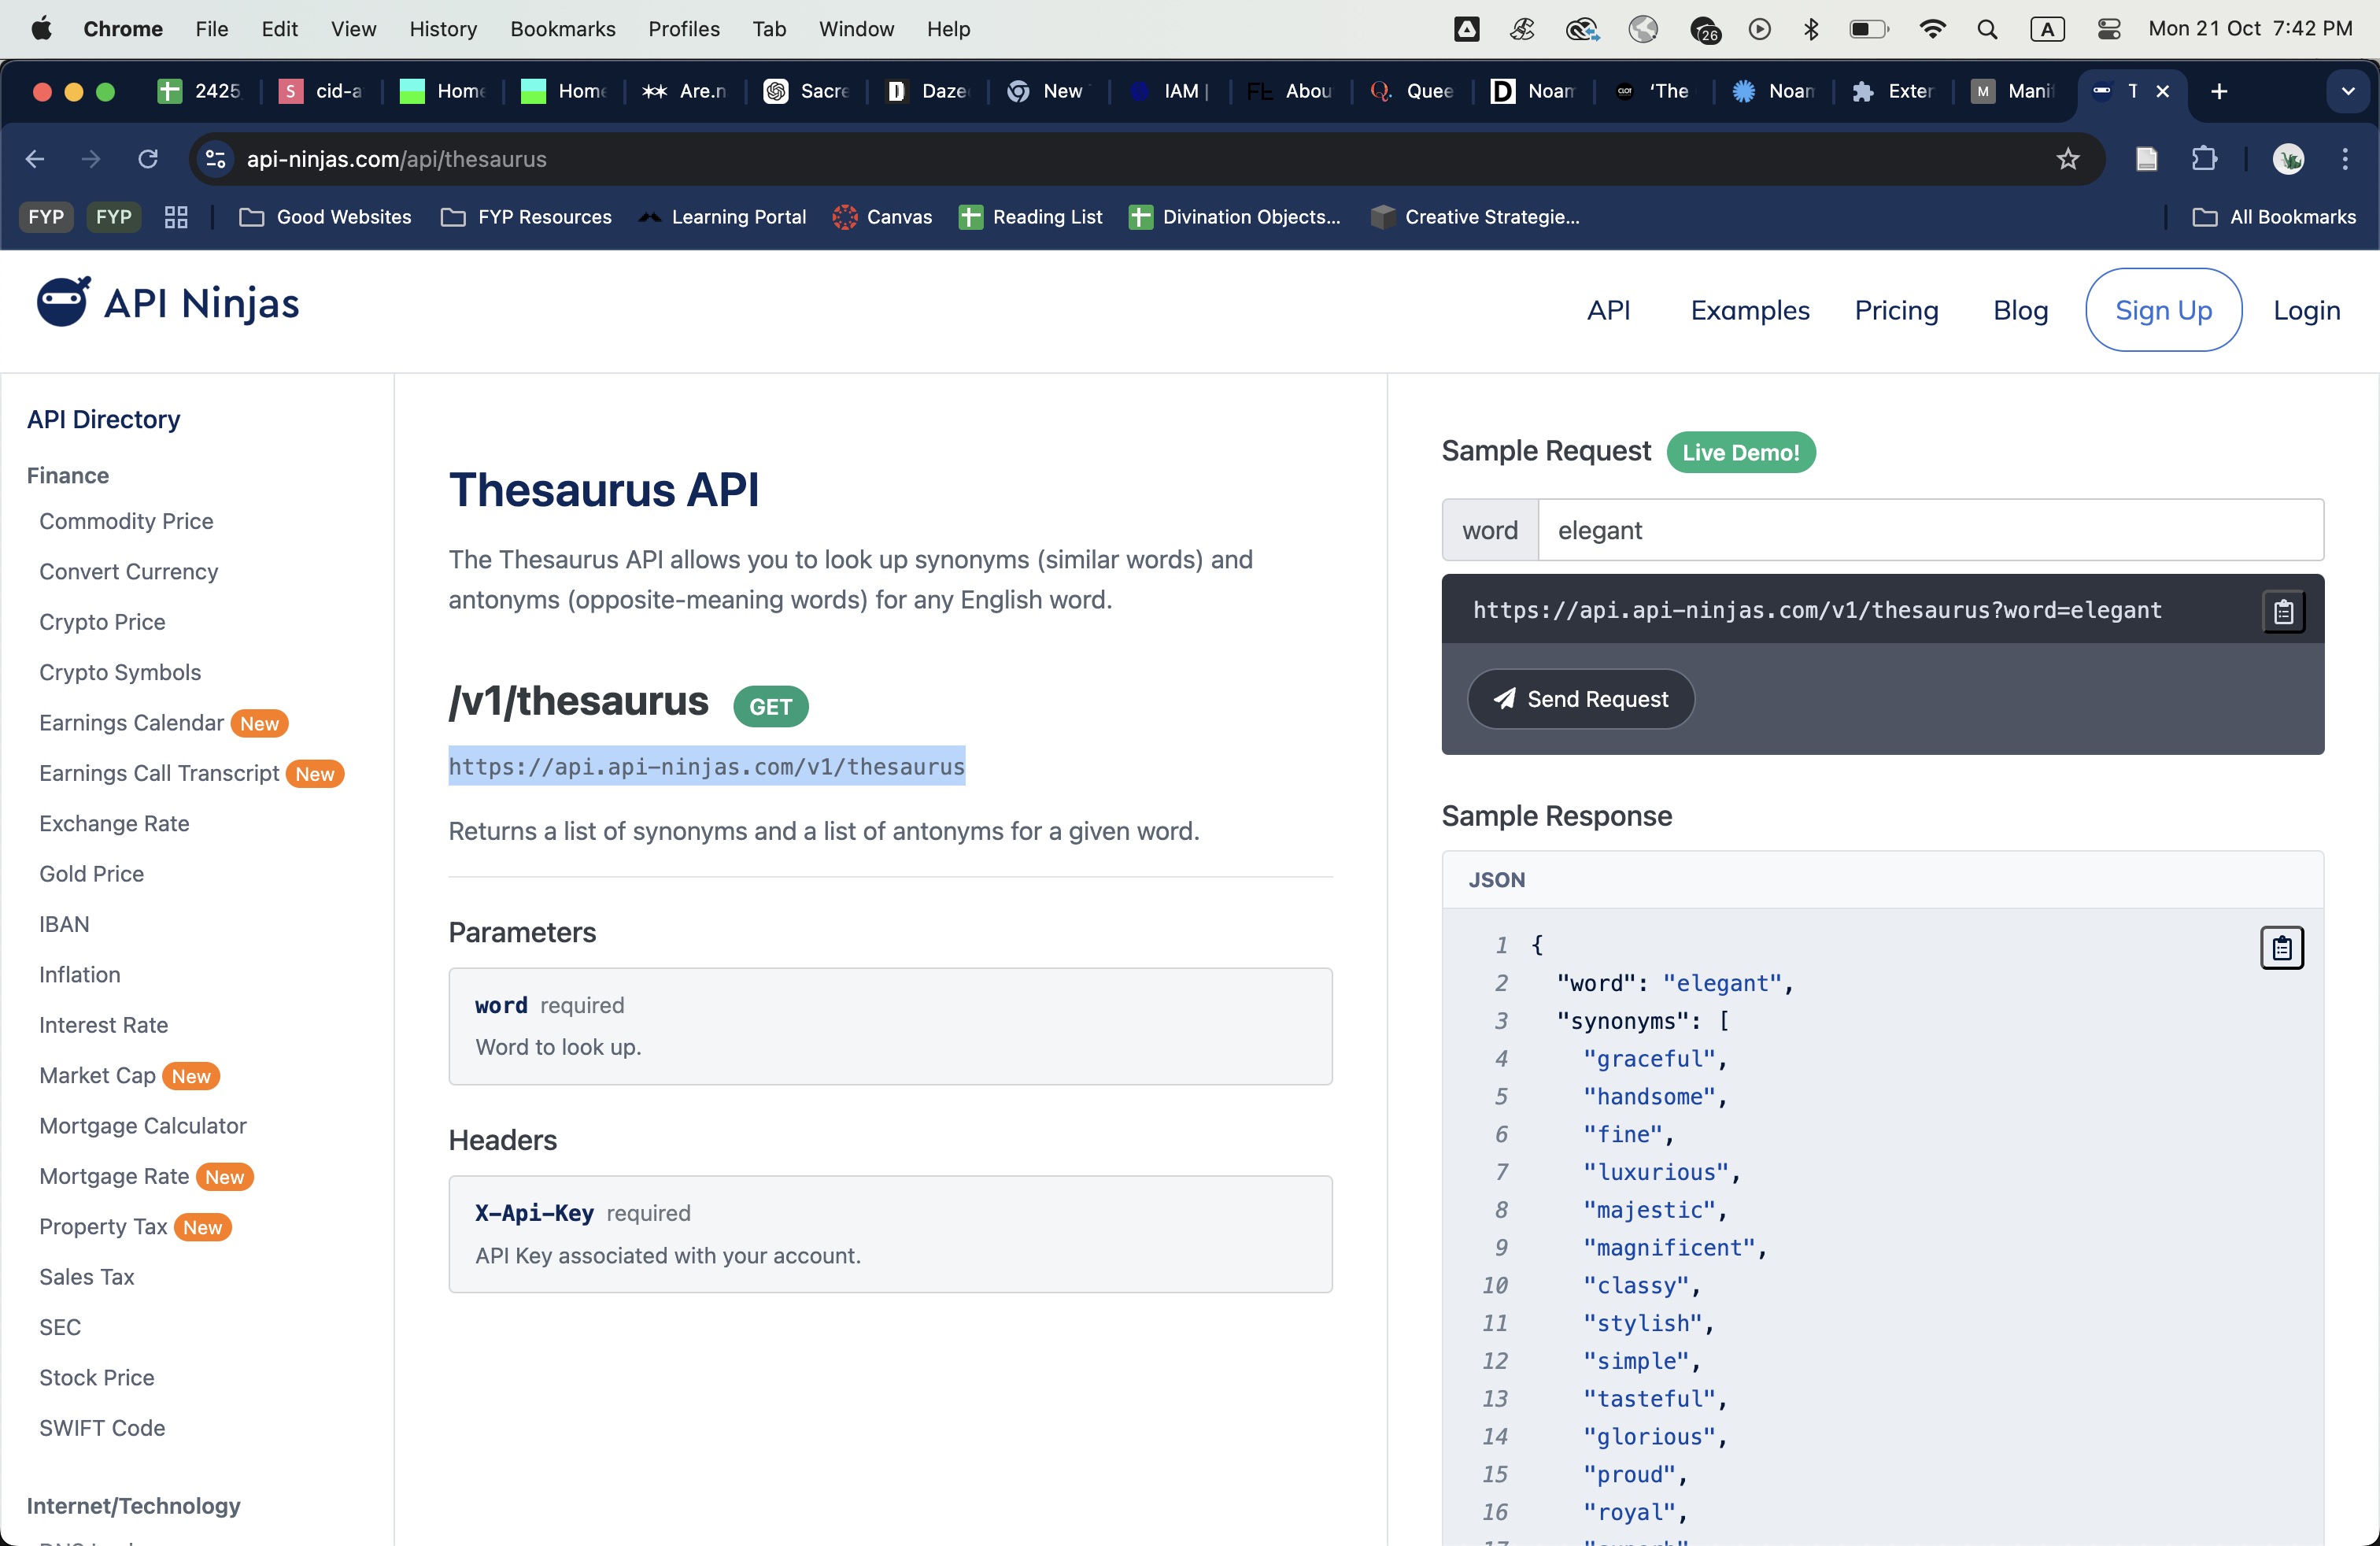 Chrome File Edit View History Bookmarks Profiles Tab Window Help 26 A Mon 21 Oct 7:42 PM
2425 S cid-a Home Home Are.n Sacre D Daze New IAM | FE Abou Q. Quee D Noam CLOT 'The Noam Exter M Mani T
api-ninjas.com/api/thesaurus
FYP FYP Good Websites FYP Resources Learning Portal Canvas Reading List Divination Objects... Creative Strategie... All Bookmarks
API Ninjas
API Examples Pricing Blog Sign Up Login
API Directory
Finance
Commodity Price
Convert Currency
Crypto Price
Crypto Symbols
Earnings Calendar New
Earnings Call Transcript New
Exchange Rate
Gold Price
IBAN
Inflation
Interest Rate
Market Cap New
Mortgage Calculator
Mortgage Rate New
Property Tax New
Sales Tax
SEC
Stock Price
SWIFT Code
Internet/Technology
Thesaurus API
The Thesaurus API allows you to look up synonyms (similar words) and
antonyms (opposite-meaning words) for any English word.
/v1/thesaurus GET
https://api.api-ninjas.com/v1/thesaurus
Returns a list of synonyms and a list of antonyms for a given word.
Parameters
word required
Word to look up.
Headers
X-Api-Key required
API Key associated with your account.
Sample Request Live Demo!
word elegant
https://api.api-ninjas.com/v1/thesaurus?word=elegant
Send Request
Sample Response
JSON
1 {
2 "word": "elegant",
3 "synonyms": [
4 "graceful",
5 "handsome",
6 "fine",
7 "luxurious",
8 "majestic",
9 "magnificent",
10 "classy",
11 "stylish",
12 "simple",
13 "tasteful",
14 "glorious",
15 "proud",
16 "royal",